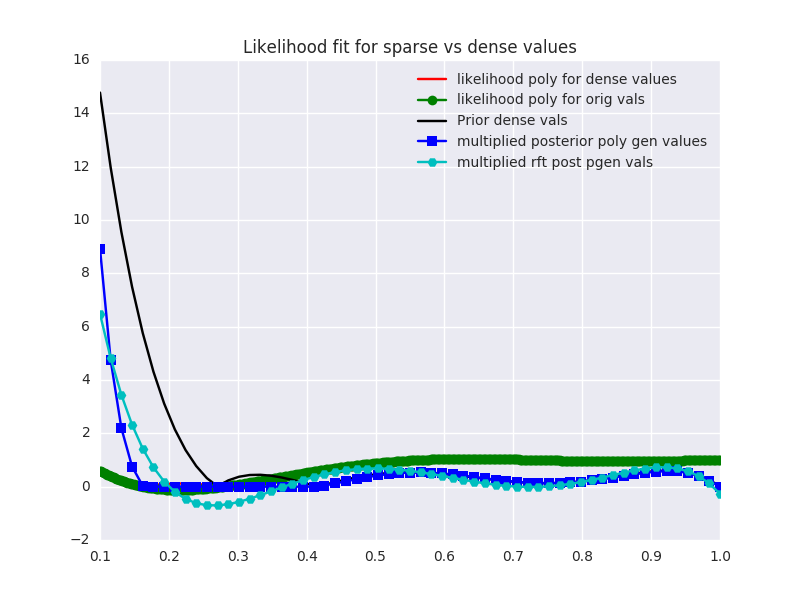 Likelihood fit for sparse vs dense values
16
14
12
10
8
6
4
2
0
−2
likelihood poly for dense values
likelihood poly for orig vals
Prior dense vals
multiplied posterior poly gen values
multiplied rft post pgen vals
0.1 0.2 0.3 0.4 0.5 0.6 0.7 0.8 0.9 1.0